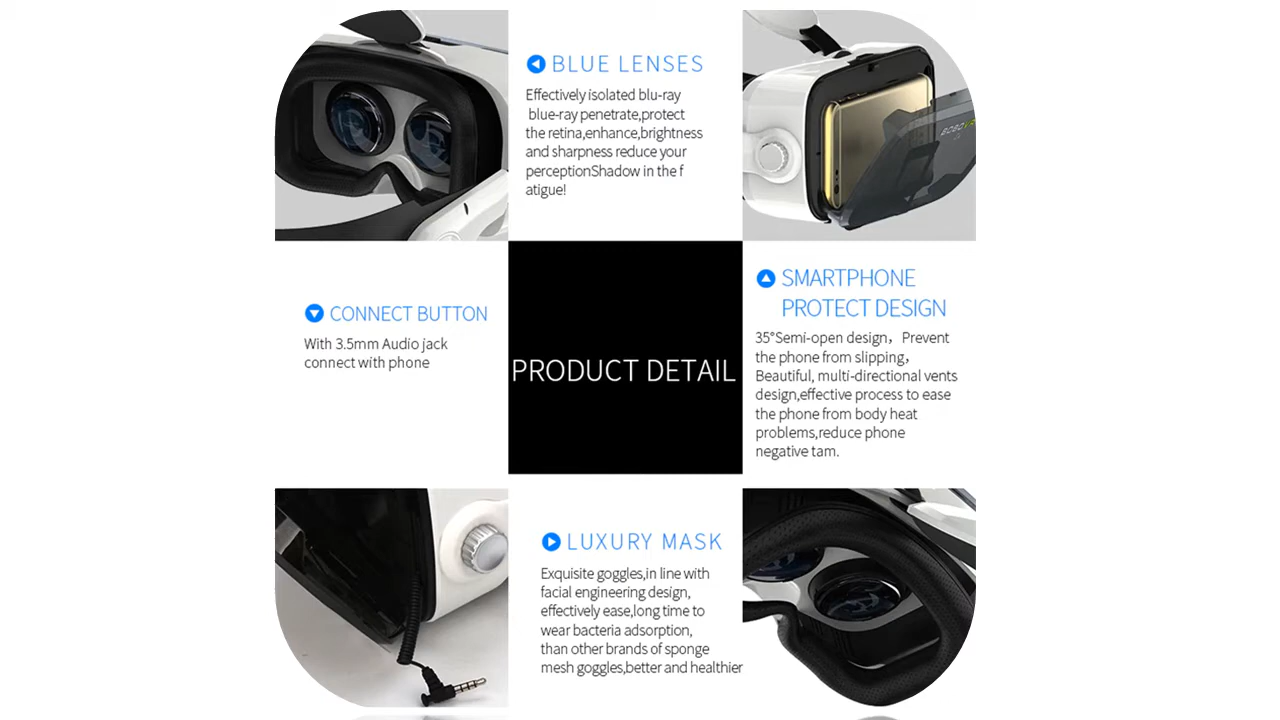 BLUE LENSES
Effectively isolated blu-ray
blue-ray penetrate,protect
the retina,enhance,brightness
and sharpness reduce your
perceptionShadow in the f
atigue!
BOBOVR
CONNECT BUTTON
With 3.5mm Audio jack
connect with phone
PRODUCT DETAIL
SMARTPHONE
PROTECT DESIGN
35°Semi-open design，Prevent
the phone from slipping，
Beautiful, multi-directional vents
design,effective process to ease
the phone from body heat
problems,reduce phone
negative tam.
LUXURY MASK
Exquisite goggles,in line with
facial engineering design,
effectively ease,long time to
wear bacteria adsorption,
than other brands of sponge
mesh goggles,better and healthier